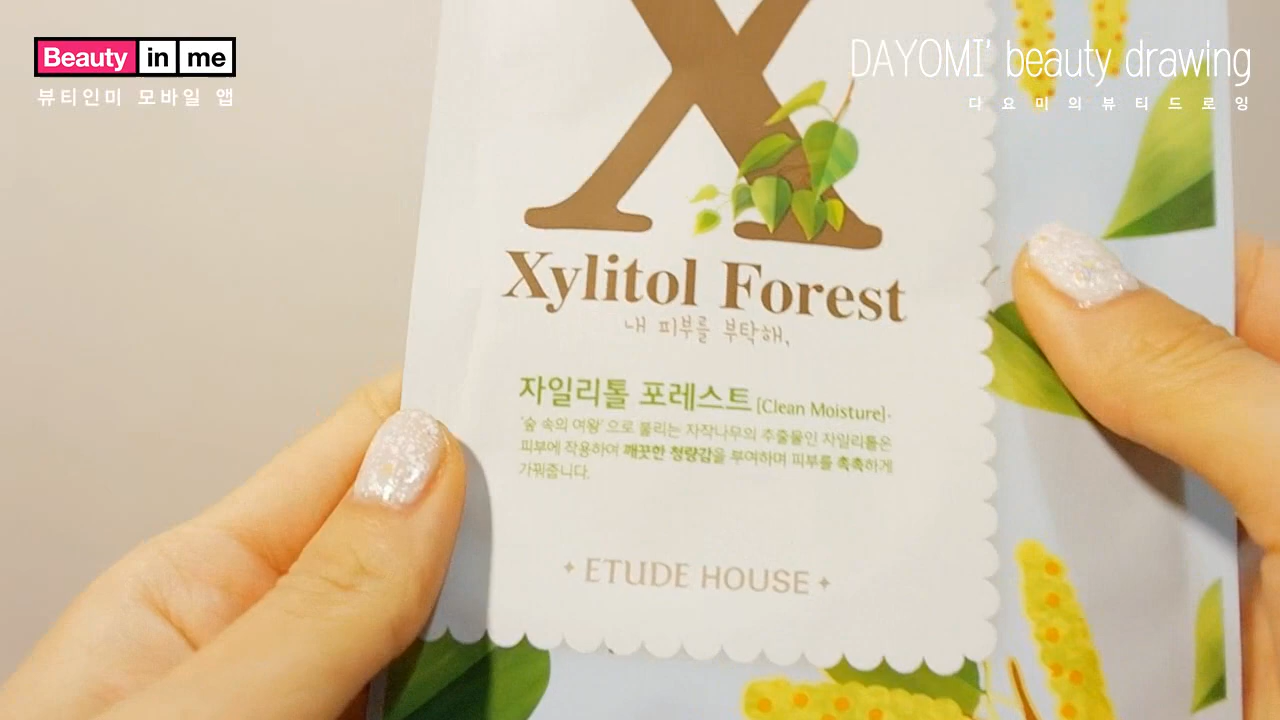 Beauty in me
뷰티인미 모바일 앱
DAYOMI' beauty drawing
다요미의뷰티드로잉
X
Xylitol Forest
내 피부를 부탁해,
자일리톨 포레스트 [Clean Moisture]·
'숲 속의 여왕'으로 불리는 자작나무의 추출물인 자일리톨은
피부에 작용하여 깨끗한 청량감을 부여하며 피부를 촉촉하게
가꿔줍니다.
ETUDE HOUSE